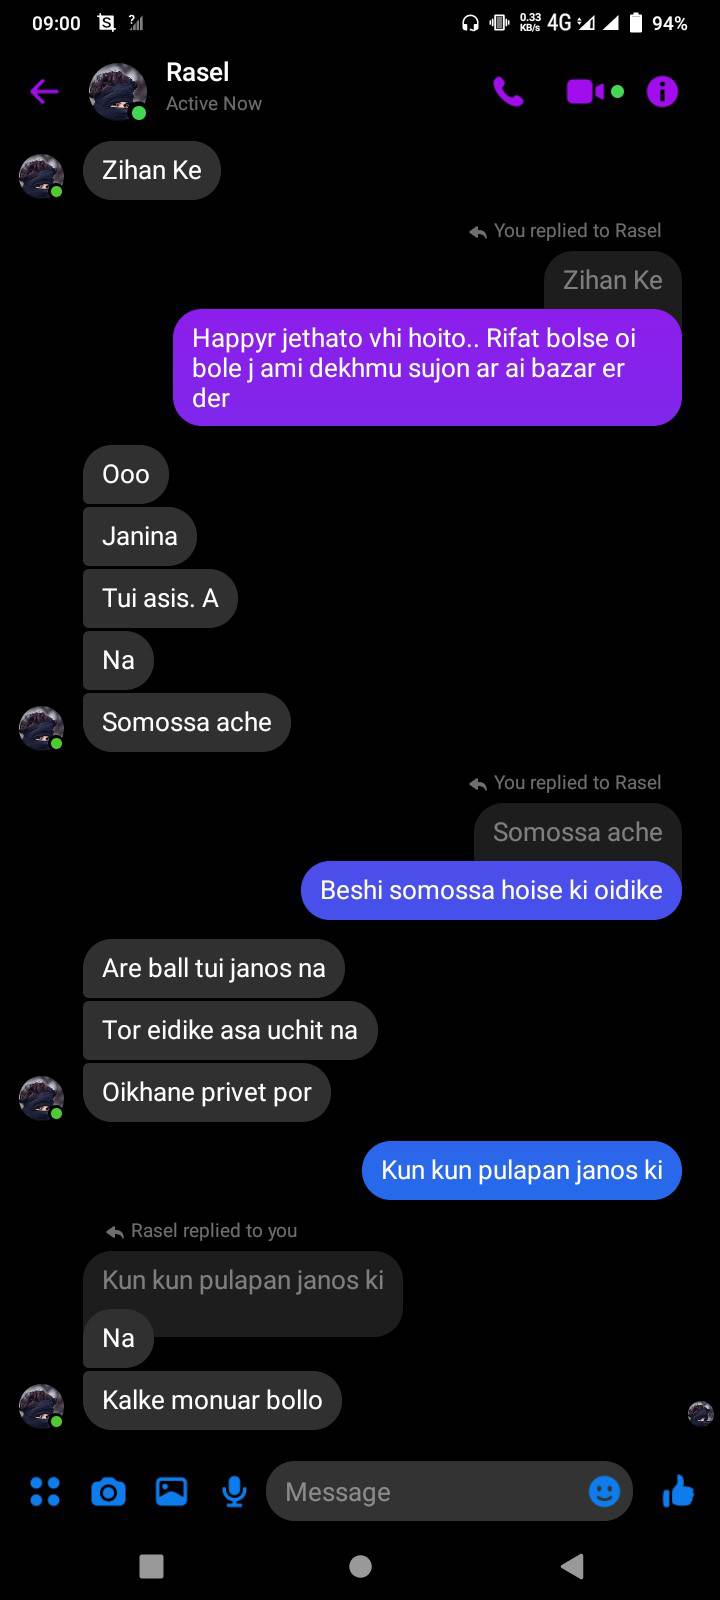 09:00
0.33 KB/s 4G 94%
Rasel
Active Now
Zihan Ke
You replied to Rasel
Zihan Ke
Happyr jethato vhi hoito.. Rifat bolse oi
bole j ami dekhmu sujon ar ai bazar er
der
Ooo
Janina
Tui asis. A
Na
Somossa ache
You replied to Rasel
Somossa ache
Beshi somossa hoise ki oidike
Are ball tui janos na
Tor eidike asa uchit na
Oikhane privet por
Kun kun pulapan janos ki
Rasel replied to you
Kun kun pulapan janos ki
Na
Kalke monuar bollo
Message